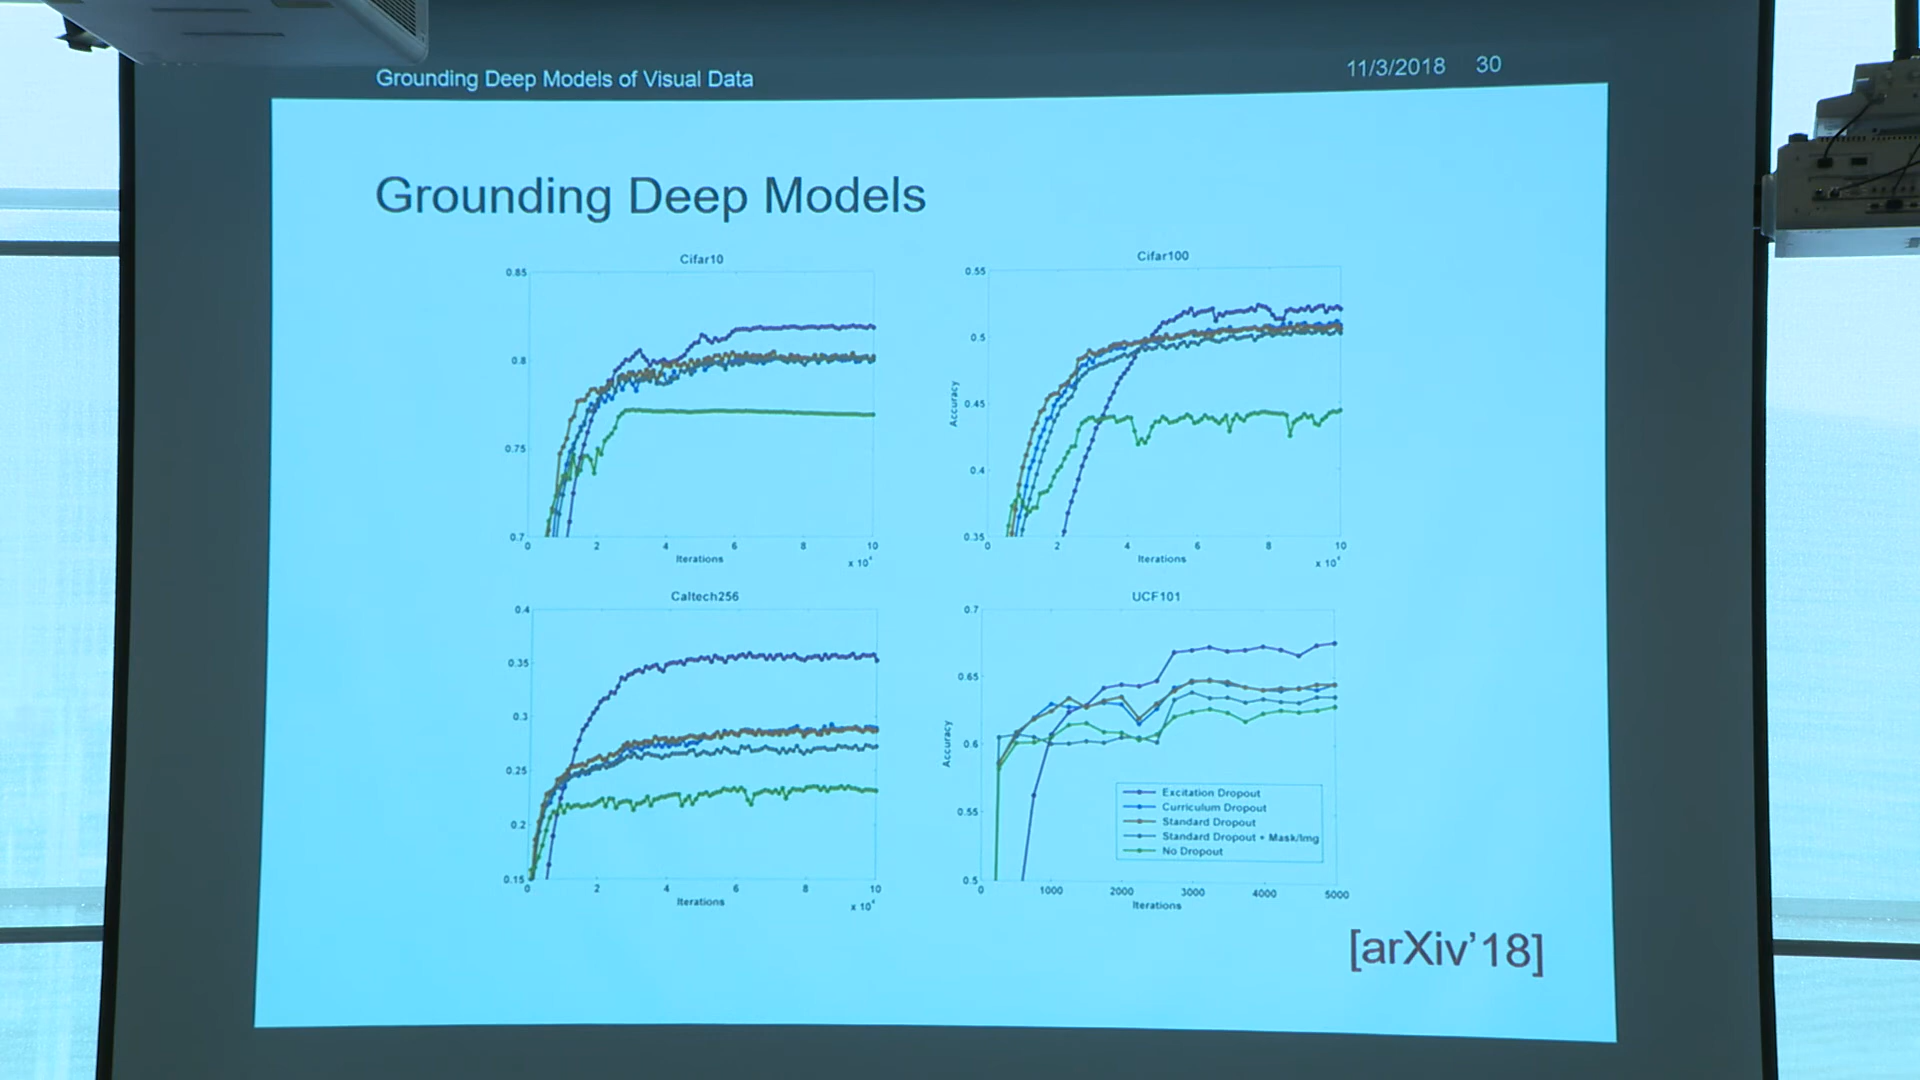 Grounding Deep Models of Visual Data
11/3/2018 30
Grounding Deep Models
Cifar10
0.85
0.8
0.75
0.7
0 2 4 6 8 10
Iterations
x 10⁴
Cifar100
0.55
0.5
0.45
0.4
0.35
Accuracy
0 2 4 6 8 10
Iterations
x 10⁴
Caltech256
0.4
0.35
0.3
0.25
0.2
0.15
0 2 4 6 8 10
Iterations
x 10⁴
UCF101
0.7
0.65
0.6
0.55
0.5
Accuracy
Excitation Dropout
Curriculum Dropout
Standard Dropout
Standard Dropout + Mask/Img
No Dropout
0 1000 2000 3000 4000 5000
Iterations
[arXiv'18]